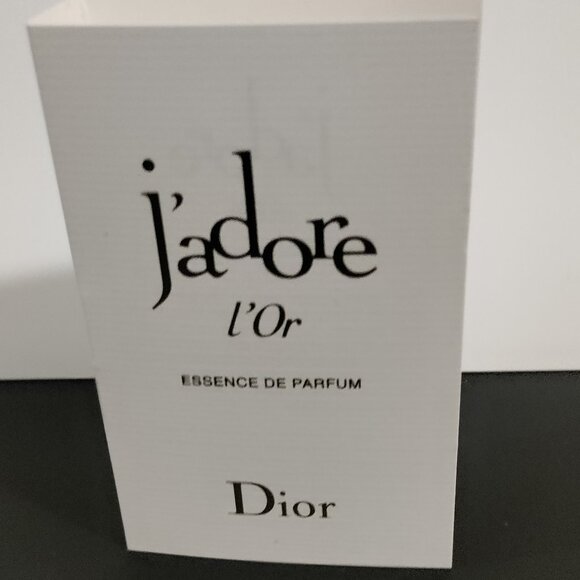 j'adore
l'Or
ESSENCE DE PARFUM
Dior